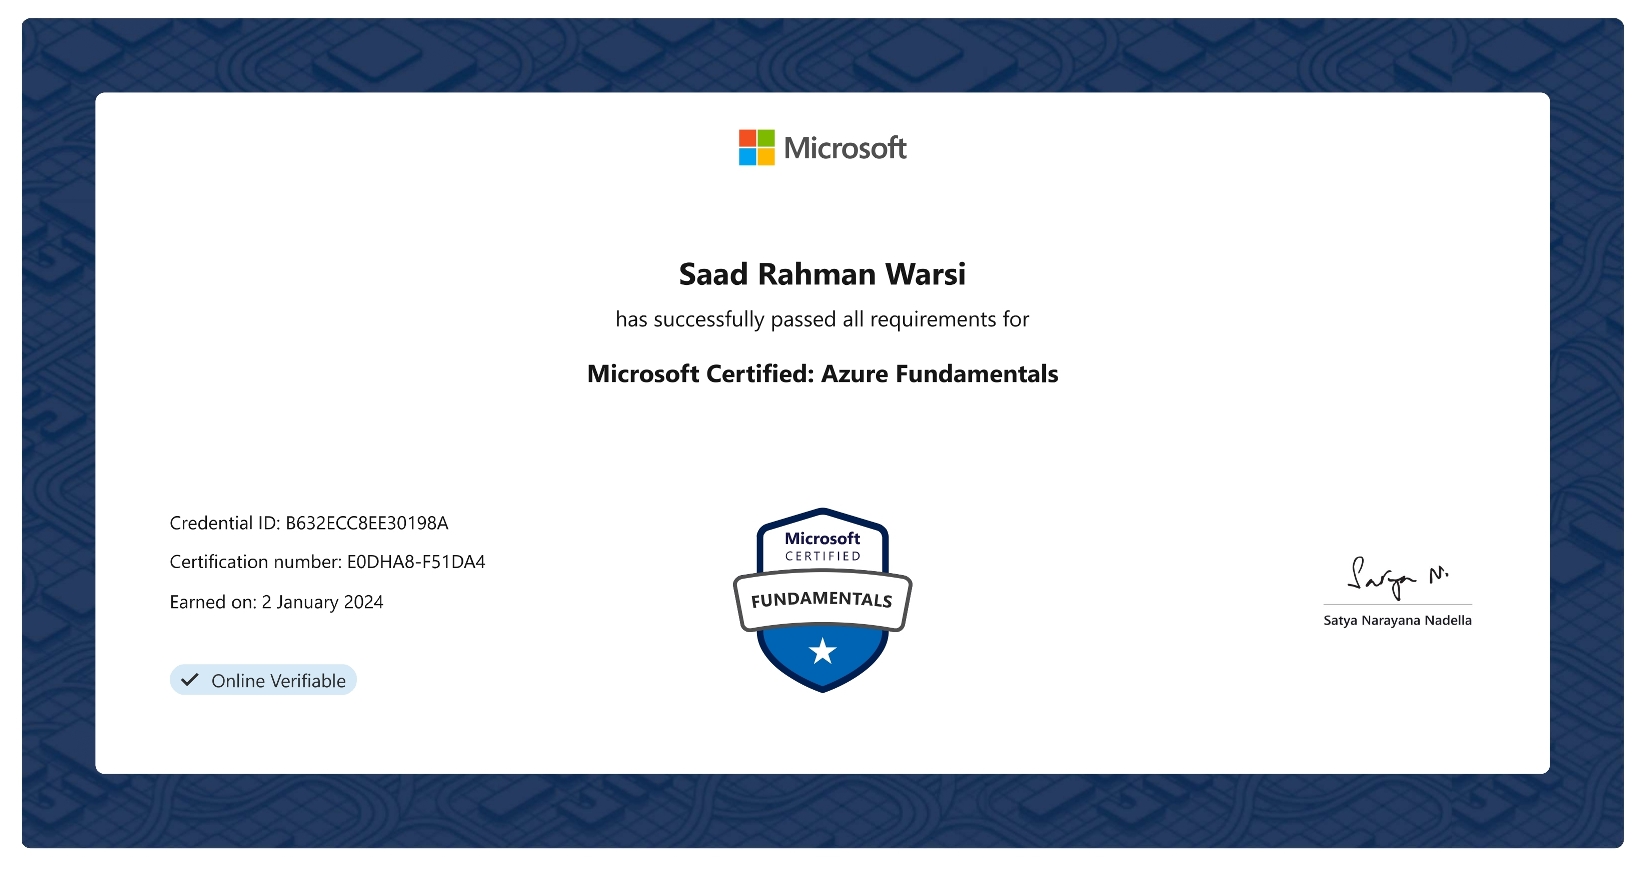 Microsoft
Saad Rahman Warsi
has successfully passed all requirements for
Microsoft Certified: Azure Fundamentals
Credential ID: B632ECC8EE30198A
Certification number: E0DHA8-F51DA4
Earned on: 2 January 2024
Online Verifiable
Microsoft
CERTIFIED
FUNDAMENTALS
Satya N.
Satya Narayana Nadella